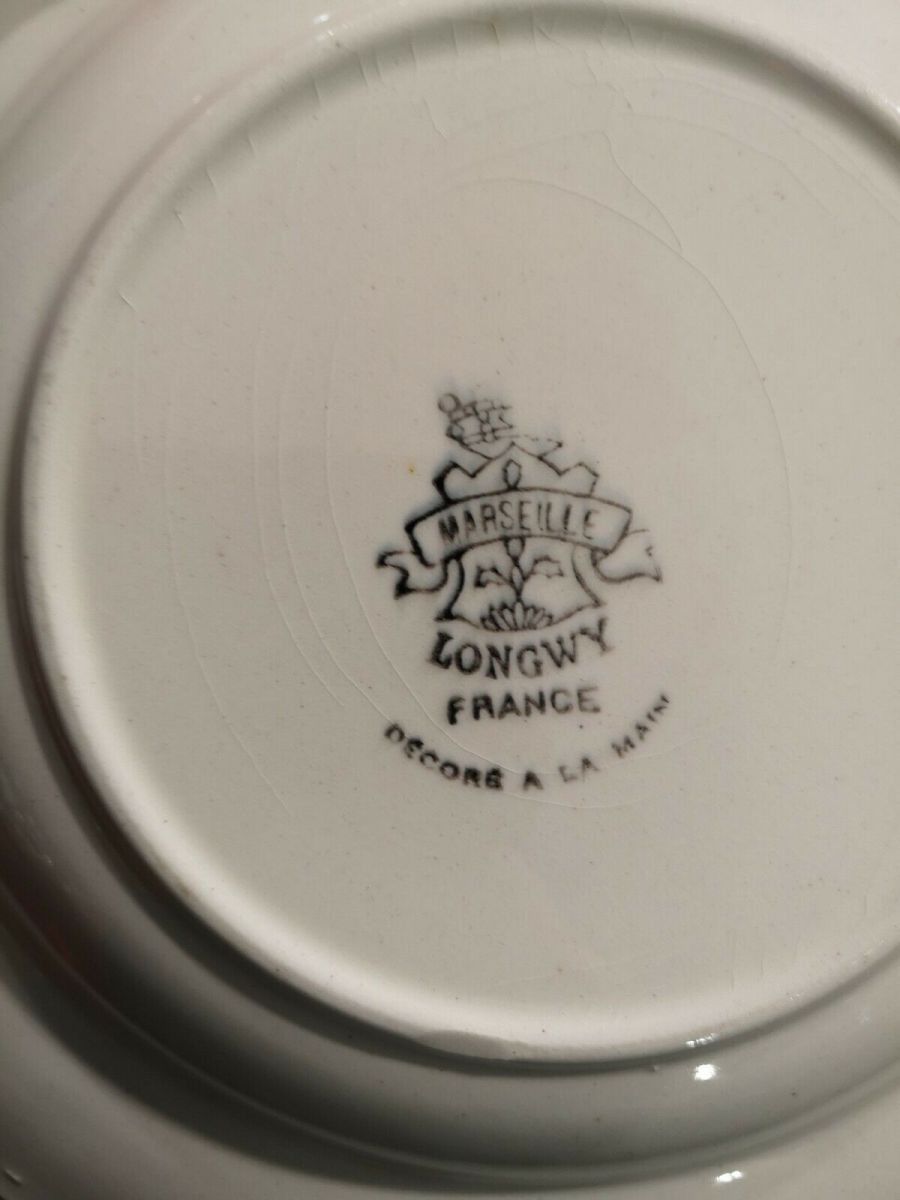 MARSEILLE
LONGWY
FRANCE
DÉCORÉ A LA MAIN